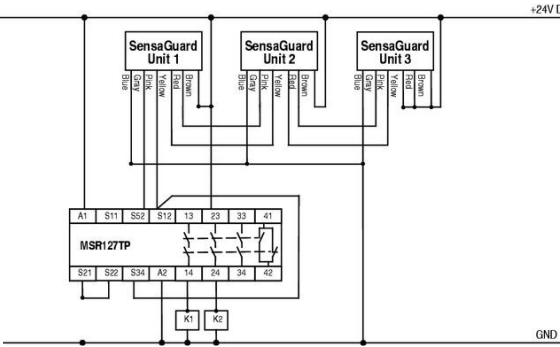 +24V D
SensaGuard
Unit 1
SensaGuard
Unit 2
SensaGuard
Unit 3
Blue
Gray
Pink
Yellow
Red
Brown
Blue
Gray
Pink
Yellow
Red
Brown
Blue
Gray
Pink
Yellow
Red
Brown
A1 S11 S52 S12 13 23 33 41
MSR127TP
S21 S22 S34 A2 14 24 34 42
K1 K2
GND